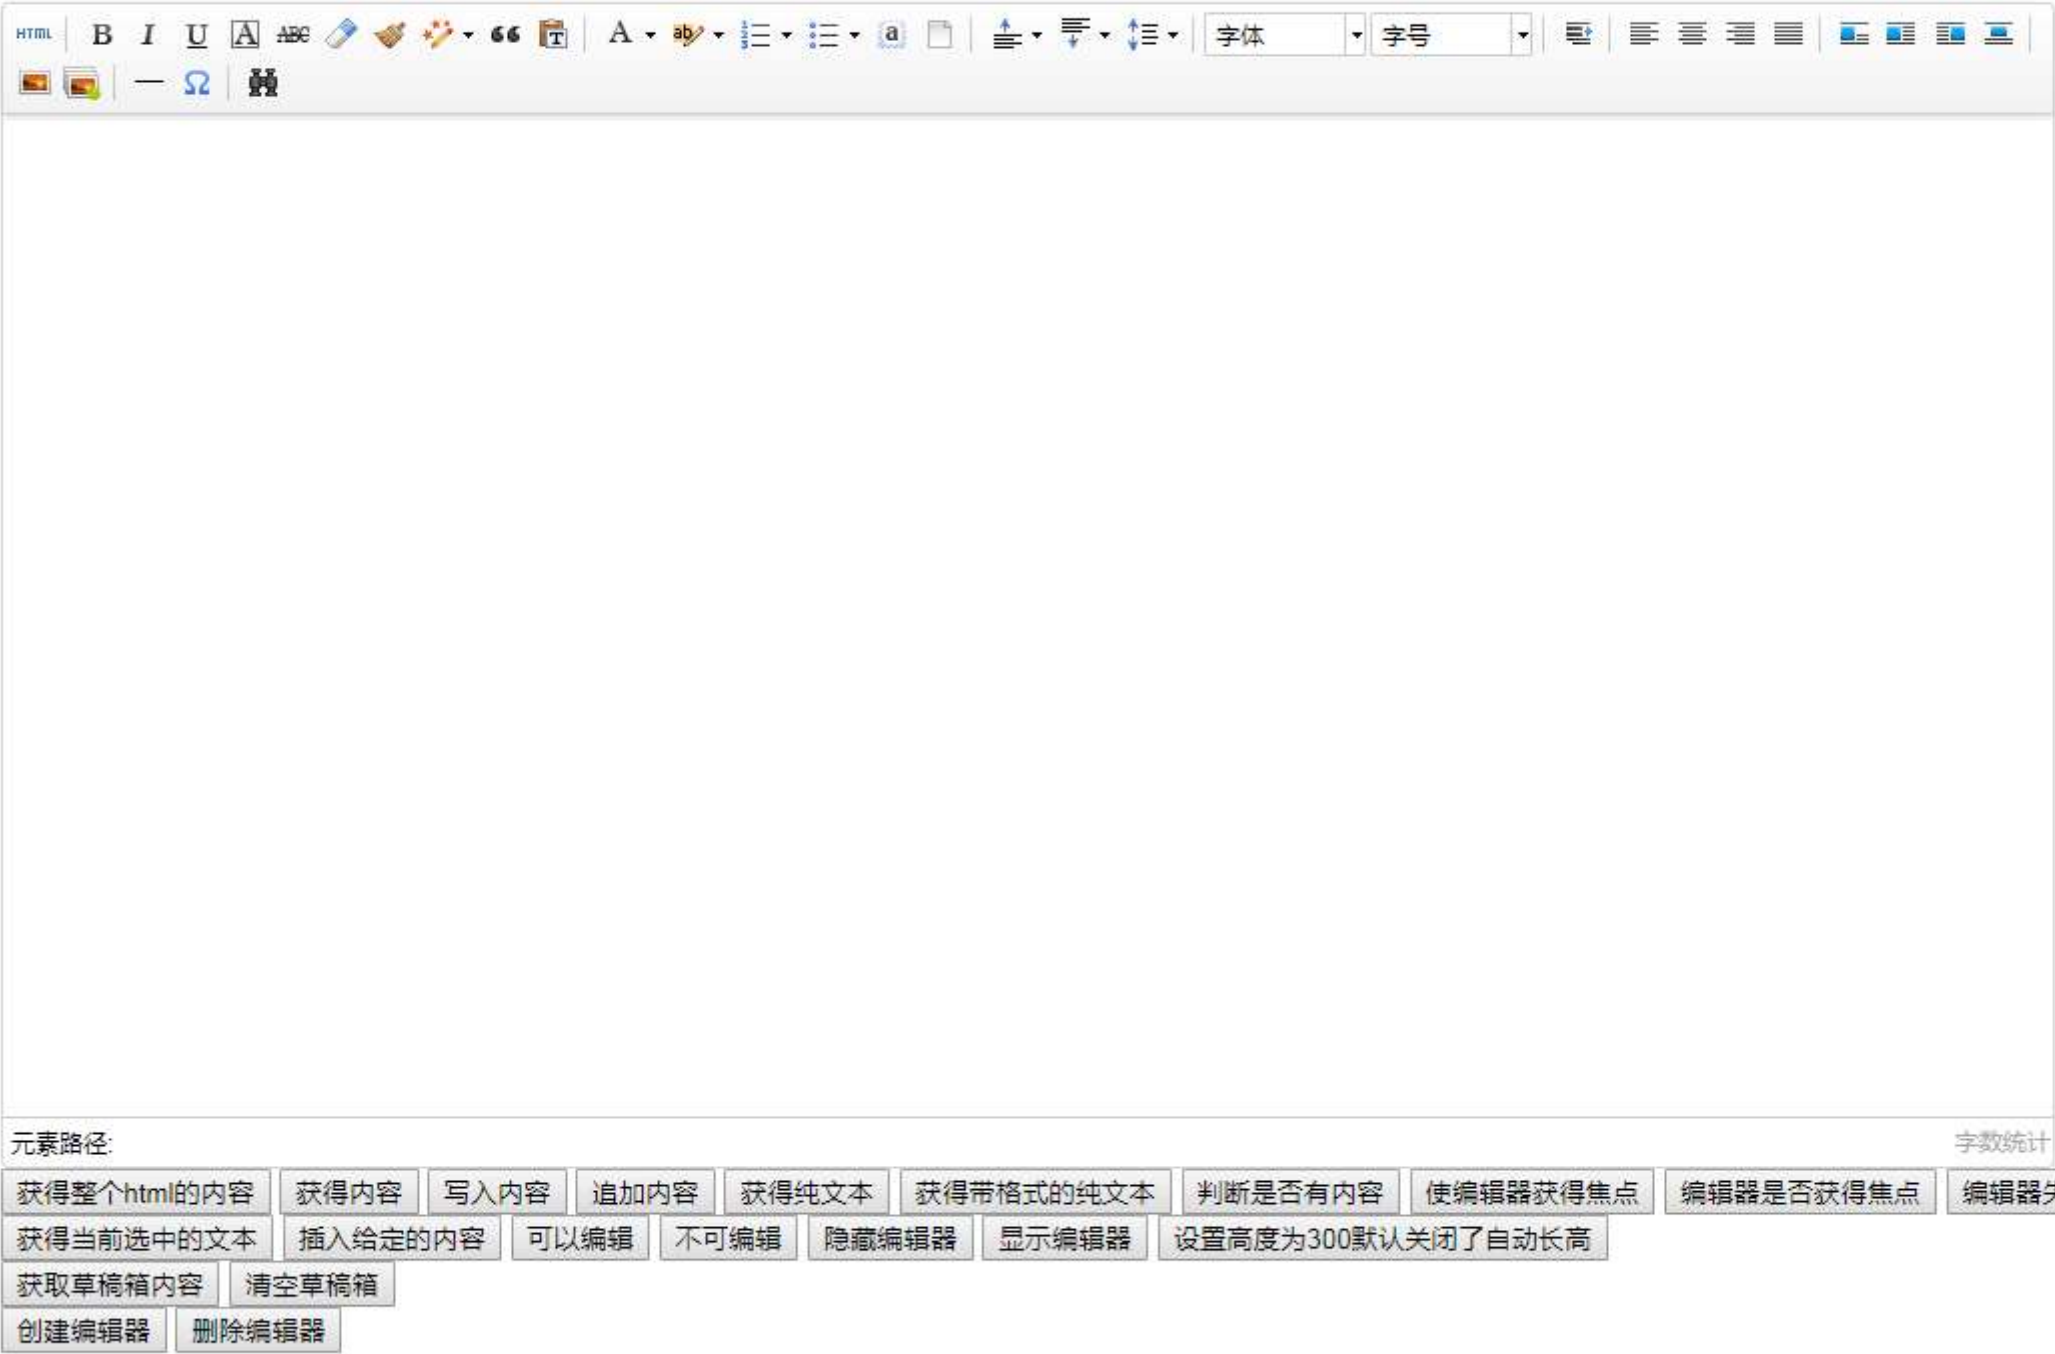 HTML B I U A ABC A ab a 字体 字号
Ω
元素路径: 字数统计
获得整个html的内容 获得内容 写入内容 追加内容 获得纯文本 获得带格式的纯文本 判断是否有内容 使编辑器获得焦点 编辑器是否获得焦点 编辑器
获得当前选中的文本 插入给定的内容 可以编辑 不可编辑 隐藏编辑器 显示编辑器 设置高度为300默认关闭了自动长高
获取草稿箱内容 清空草稿箱
创建编辑器 删除编辑器